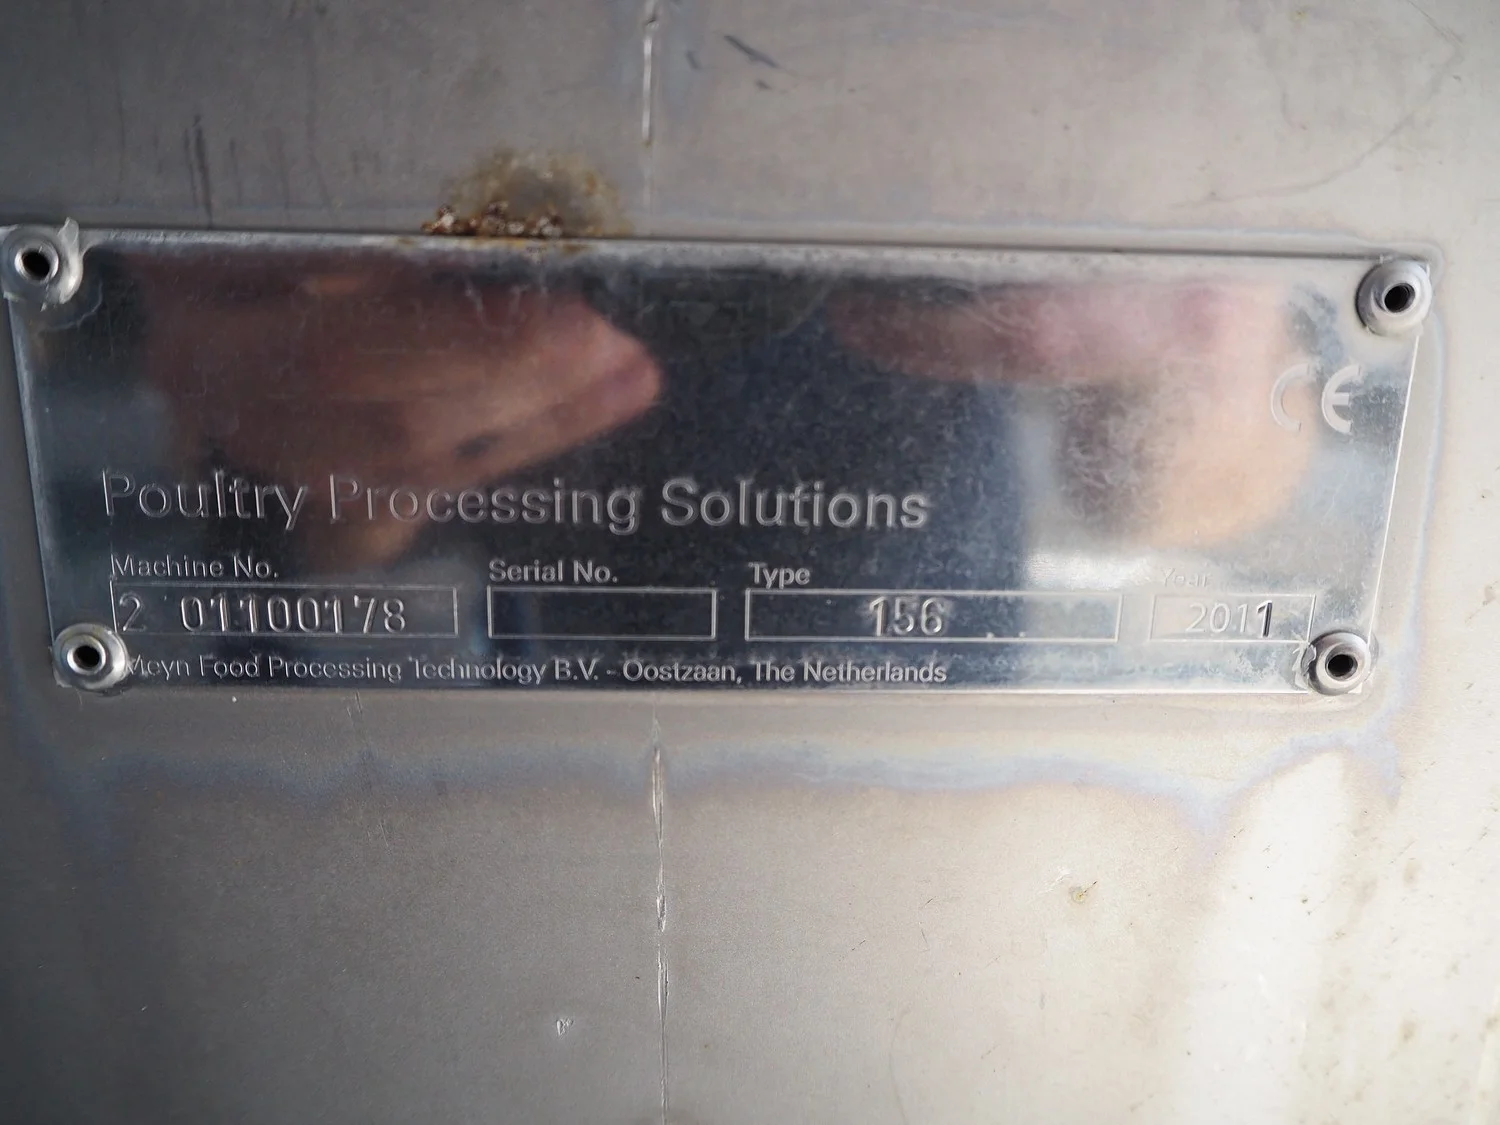 CE
Poultry Processing Solutions
Machine No. Serial No. Type Year
2 01100178 156 2011
Meyn Food Processing Technology B.V. - Oostzaan, The Netherlands